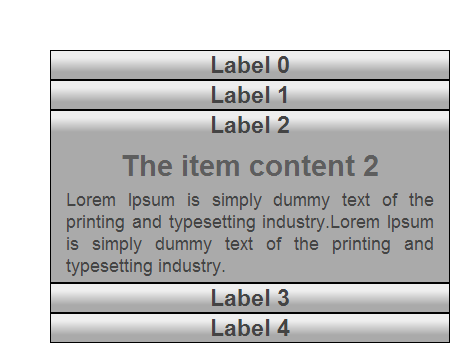 Label 0
Label 1
Label 2
The item content 2
Lorem Ipsum is simply dummy text of the
printing and typesetting industry.Lorem Ipsum
is simply dummy text of the printing and
typesetting industry.
Label 3
Label 4